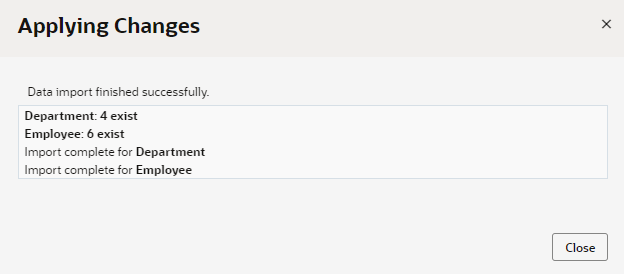 Applying Changes
Data import finished successfully.
Department: 4 exist
Employee: 6 exist
Import complete for Department
Import complete for Employee
Close